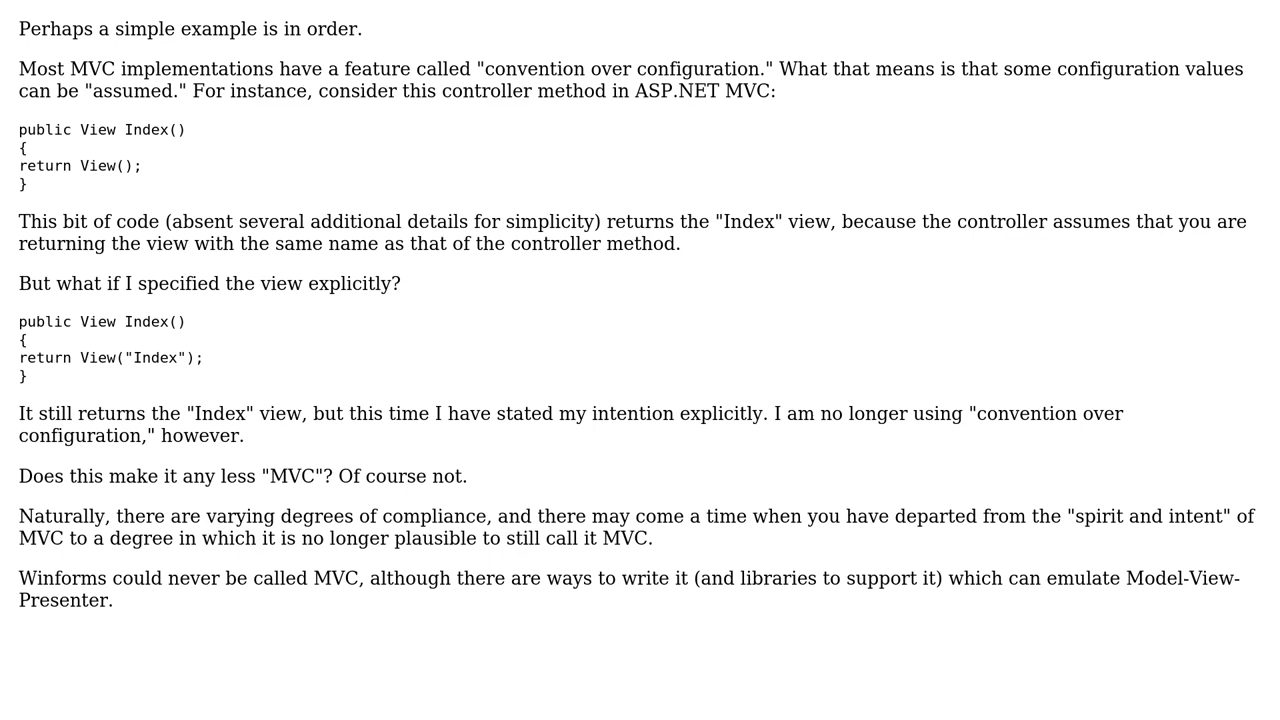 Perhaps a simple example is in order.
Most MVC implementations have a feature called "convention over configuration." What that means is that some configuration values
can be "assumed." For instance, consider this controller method in ASP.NET MVC:
public View Index()
{
return View();
}
This bit of code (absent several additional details for simplicity) returns the "Index" view, because the controller assumes that you are
returning the view with the same name as that of the controller method.
But what if I specified the view explicitly?
public View Index()
{
return View("Index");
}
It still returns the "Index" view, but this time I have stated my intention explicitly. I am no longer using "convention over
configuration," however.
Does this make it any less "MVC"? Of course not.
Naturally, there are varying degrees of compliance, and there may come a time when you have departed from the "spirit and intent" of
MVC to a degree in which it is no longer plausible to still call it MVC.
Winforms could never be called MVC, although there are ways to write it (and libraries to support it) which can emulate Model-View-
Presenter.